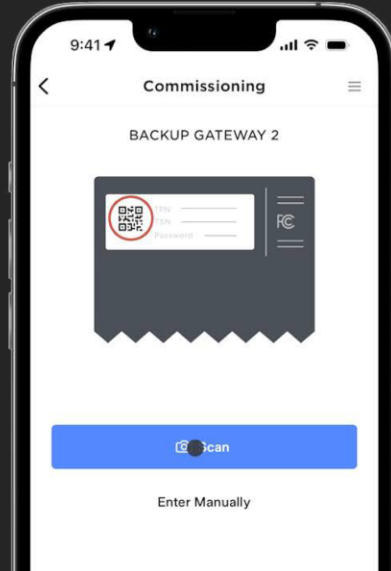 9:41
Commissioning
BACKUP GATEWAY 2
TPN
TSN
Password
FC
Scan
Enter Manually